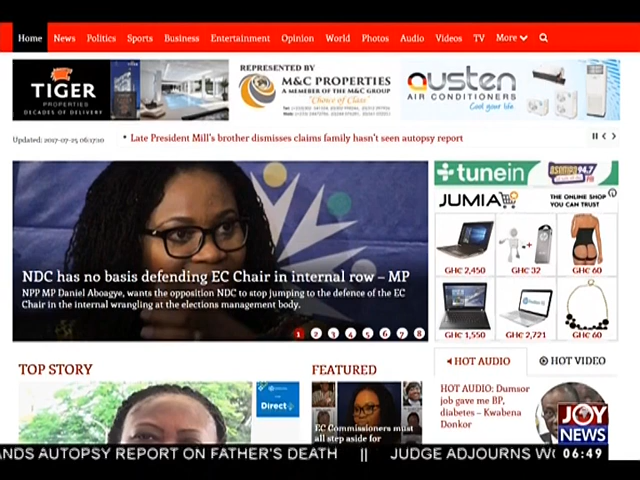 Home News Politics Sports Business Entertainment Opinion World Photos Audio Videos TV More
TIGER
PROPERTIES
DECADES OF DELIVERY
REPRESENTED BY
M&C PROPERTIES
A MEMBER OF THE M&C GROUP
"Choice of Class"
austen
AIR CONDITIONERS
Cool your life
Updated: 2017-07-25 06:17:10
• Late President Mill's brother dismisses claims family hasn't seen autopsy report
NDC has no basis defending EC Chair in internal row – MP
NPP MP Daniel Aboagye, wants the opposition NDC to stop jumping to the defence of the EC
Chair in the internal wrangling at the elections management body.
1 2 3 4 5 6 7 8
tunein
94.7
JUMIA
THE ONLINE SHOP
YOU CAN TRUST
GHC 2,450
GHC 32
GHC 60
GHC 1,550
GHC 2,721
GHC 60
HOT AUDIO HOT VIDEO
HOT AUDIO: Dumsor
job gave me BP,
diabetes – Kwabena
Donkor
TOP STORY
Direct
FEATURED
EC Commissioners must
all step aside for
JOY
NEWS
06:49
ANDS AUTOPSY REPORT ON FATHER'S DEATH || JUDGE ADJOURNS